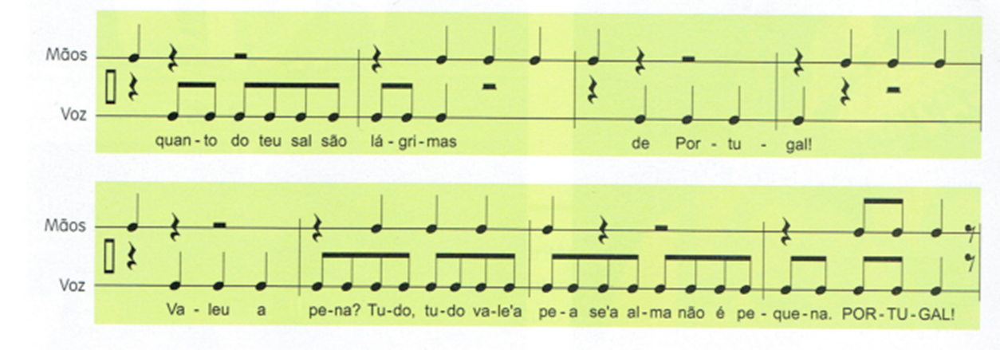 Mãos
Voz
quan - to do teu sal são lá - gri - mas de Por - tu - gal!
Mãos
Voz
Va - leu a pe-na? Tu-do, tu-do va-le'a pe-a se'a al-ma não é pe-que-na. POR-TU-GAL!